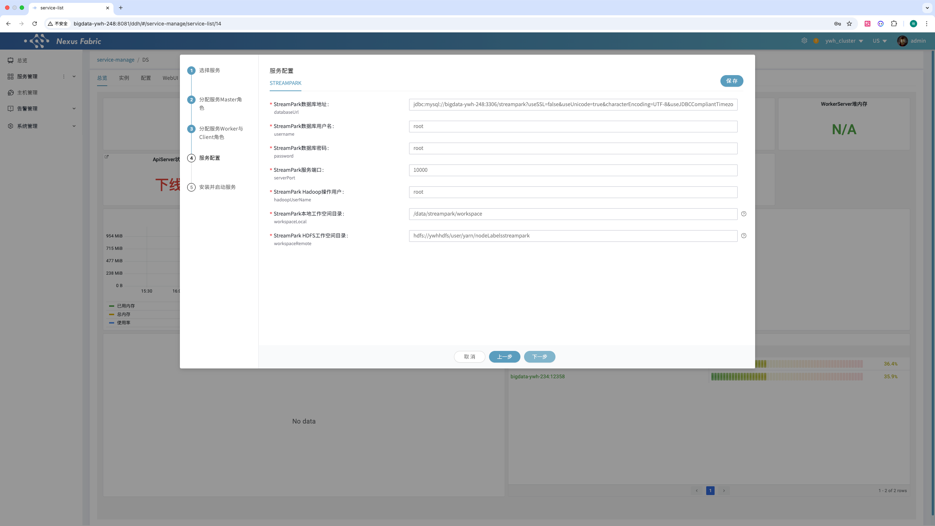 service-list
不安全 bigdata-ywh-248:8081/ddh/#/service-manage/service-list/14
Nexus Fabric
ywh_cluster
US
admin
总览
服务管理
主机管理
告警管理
系统管理
service-manage / DS
总览 实例 配置 WebUI
WorkerServer堆内存
N/A
下线
954 MiB
715 MiB
477 MiB
238 MiB
0 B
15:30
已用内存
总内存
使用率
No data
bigdata-ywh-234:12358
36.4%
35.9%
1
1 - 2 of 2 rows
1 选择服务
2 分配服务Master角色
3 分配服务Worker与Client角色
4 服务配置
5 安装并启动服务
服务配置
STREAMPARK
保 存
* StreamPark数据库地址:
databaseUrl
jdbc:mysql://bigdata-ywh-248:3306/streampark?useSSL=false&useUnicode=true&characterEncoding=UTF-8&useJDBCCompliantTimezo
* StreamPark数据库用户名:
username
root
* StreamPark数据库密码:
password
root
* StreamPark服务端口:
serverPort
10000
* StreamPark Hadoop操作用户:
hadoopUserName
root
* StreamPark本地工作空间目录:
workspaceLocal
/data/streampark/workspace
* StreamPark HDFS工作空间目录:
workspaceRemote
hdfs://ywhhdfs/user/yarn/nodeLabelsstreampark
取 消
上一步
下一步